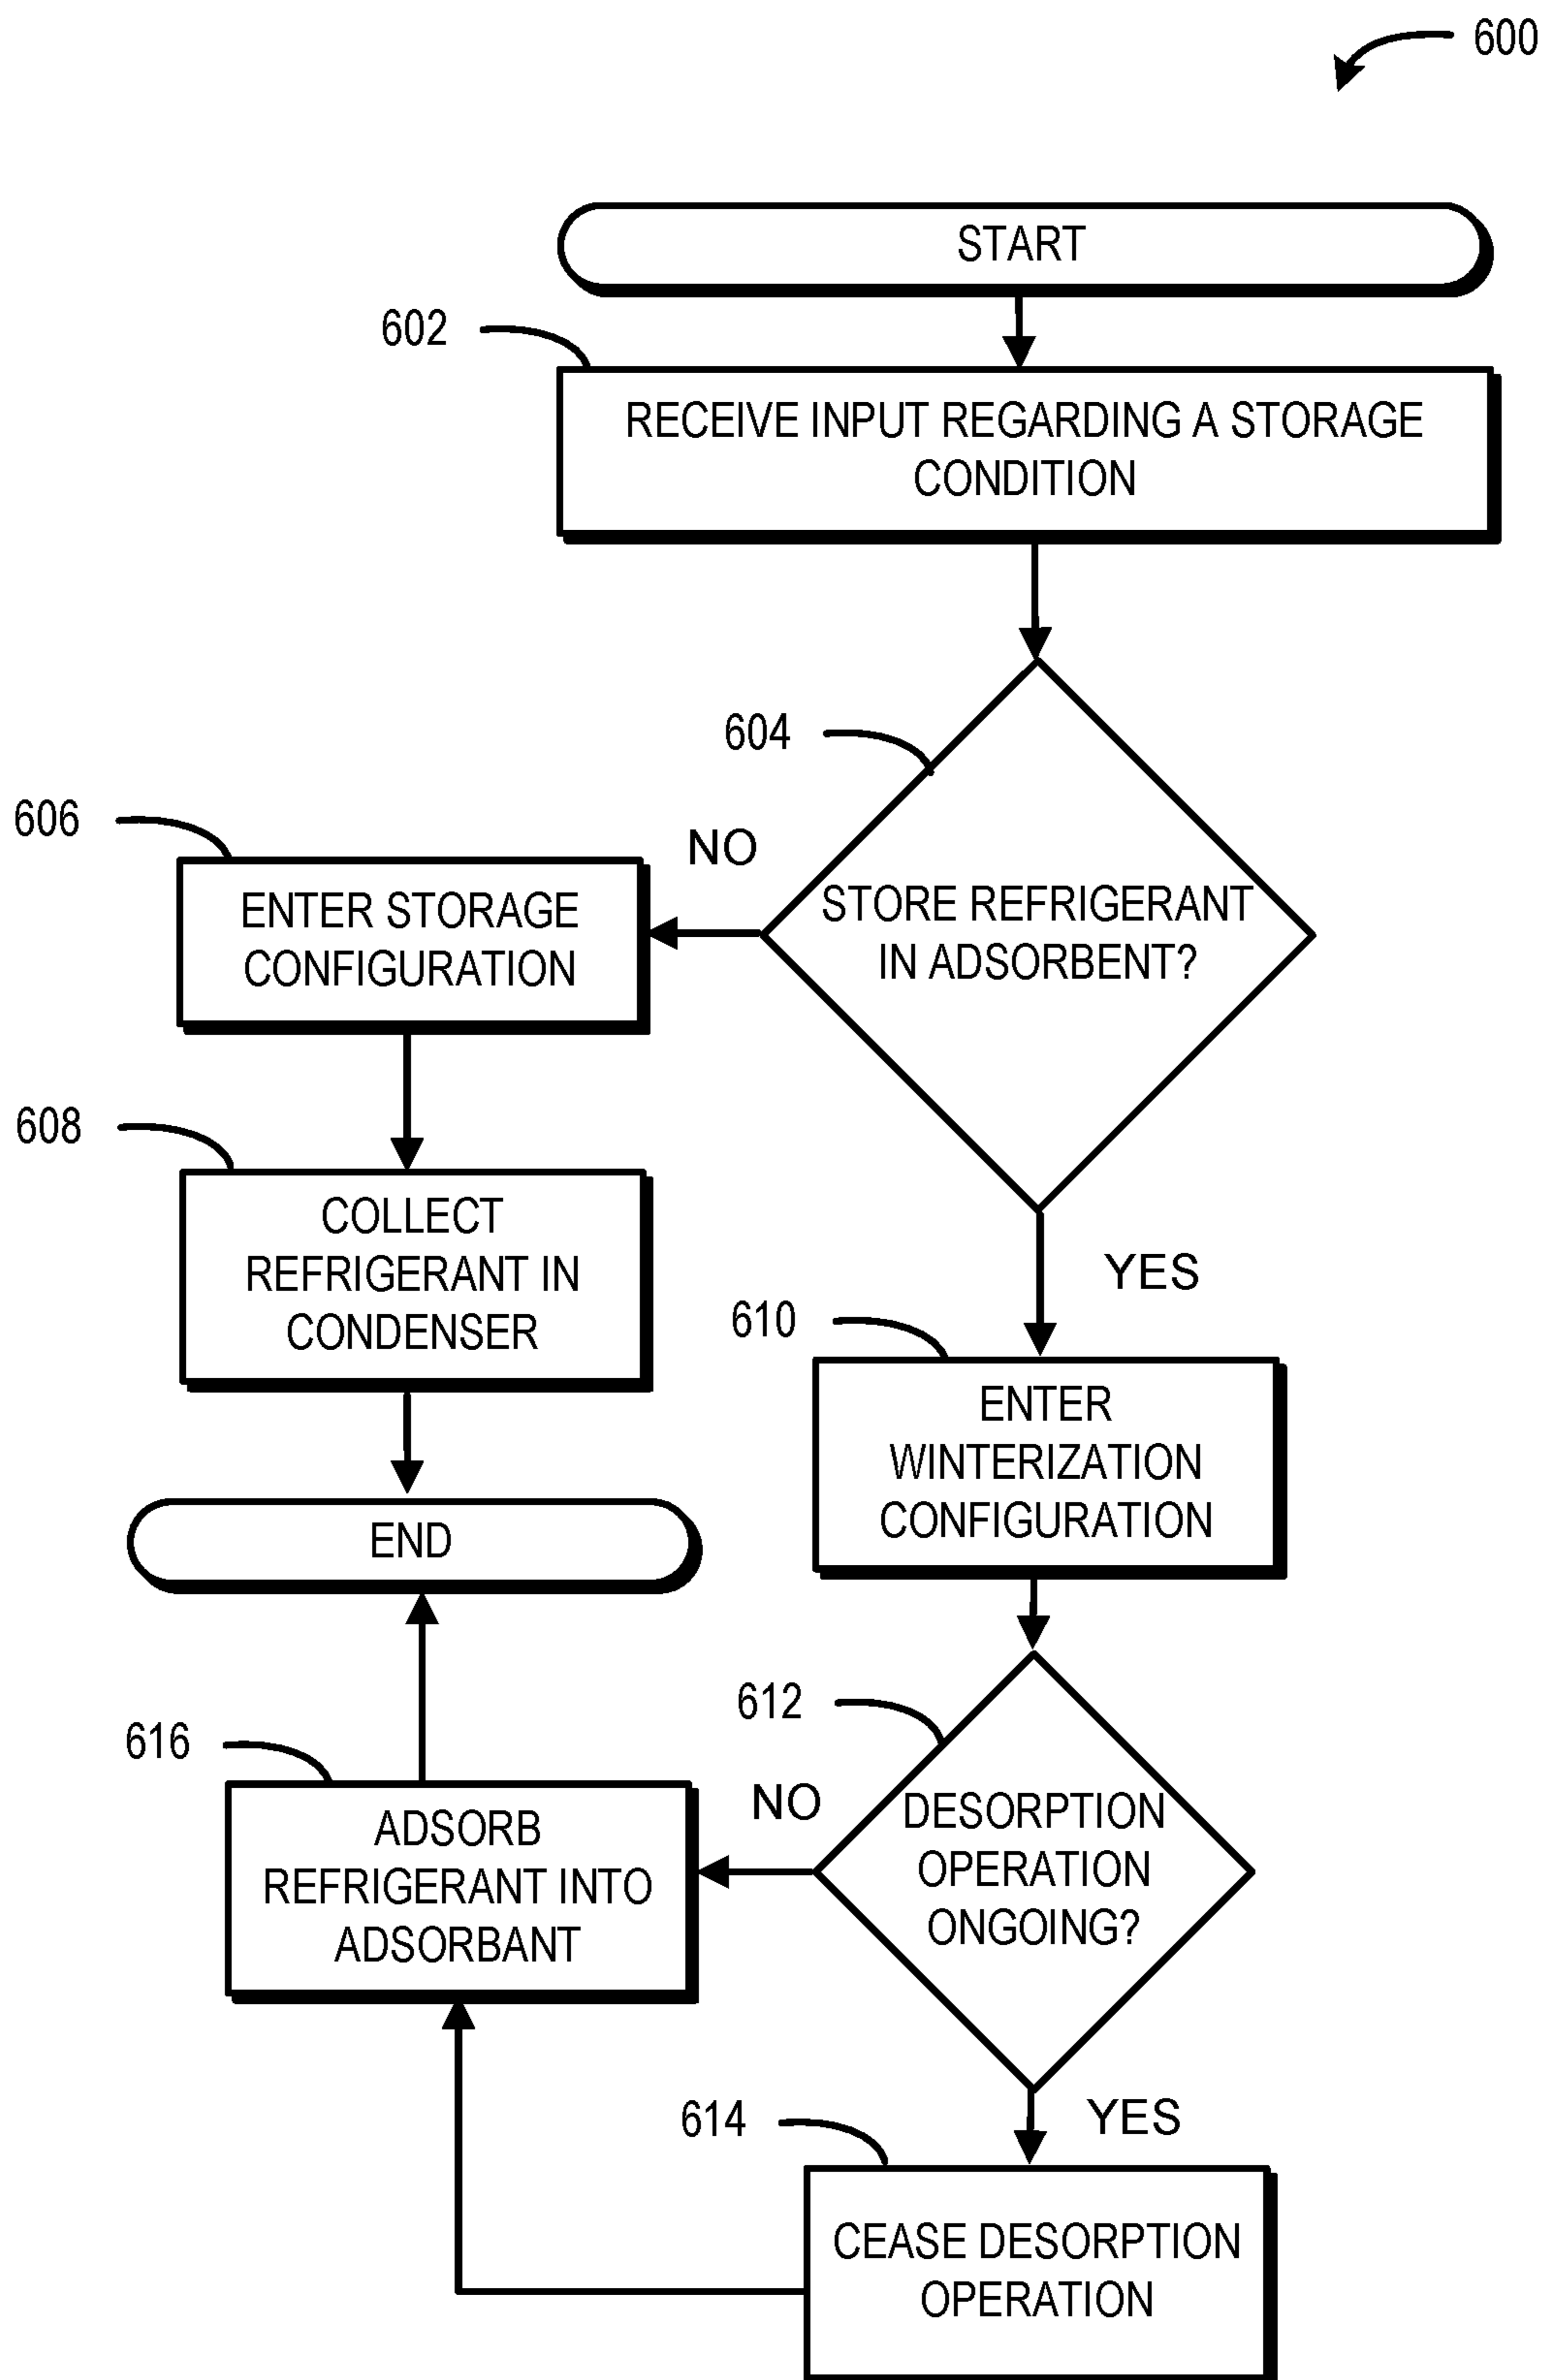 600
START
602
RECEIVE INPUT REGARDING A STORAGE
CONDITION
604
STORE REFRIGERANT
IN ADSORBENT?
NO
606
ENTER STORAGE
CONFIGURATION
608
COLLECT
REFRIGERANT IN
CONDENSER
END
YES
610
ENTER
WINTERIZATION
CONFIGURATION
612
DESORPTION
OPERATION
ONGOING?
NO
616
ADSORB
REFRIGERANT INTO
ADSORBANT
YES
614
CEASE DESORPTION
OPERATION